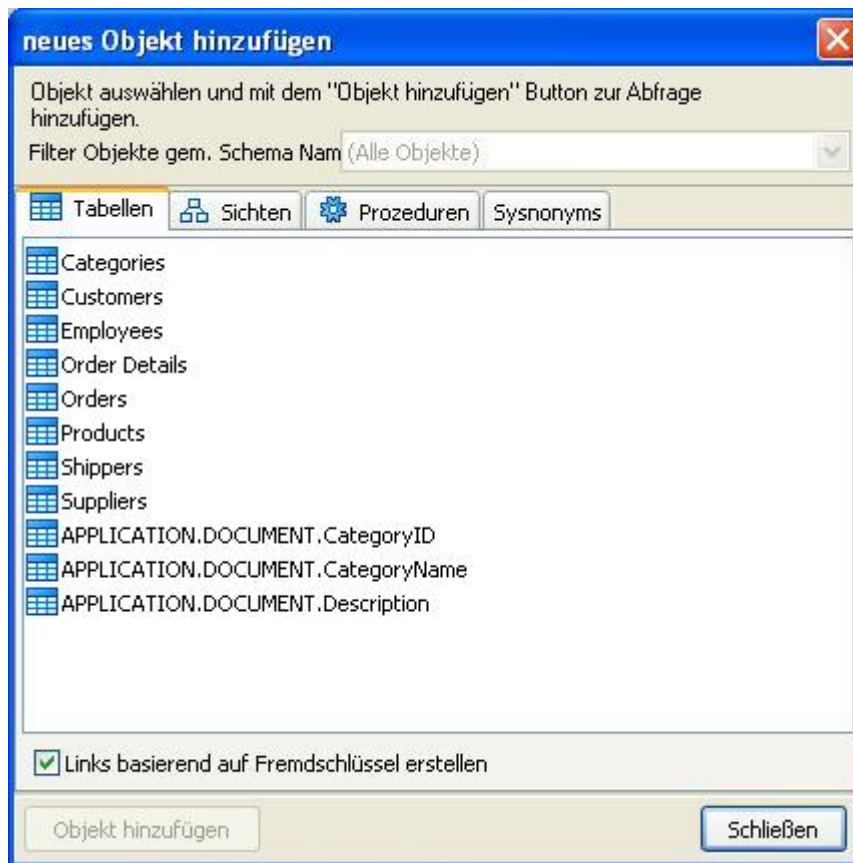 neues Objekt hinzufügen
Objekt auswählen und mit dem "Objekt hinzufügen" Button zur Abfrage
hinzufügen.
Filter Objekte gem. Schema Nam (Alle Objekte)
Tabellen Sichten Prozeduren Sysnonyms
Categories
Customers
Employees
Order Details
Orders
Products
Shippers
Suppliers
APPLICATION.DOCUMENT.CategoryID
APPLICATION.DOCUMENT.CategoryName
APPLICATION.DOCUMENT.Description
Links basierend auf Fremdschlüssel erstellen
Objekt hinzufügen Schließen